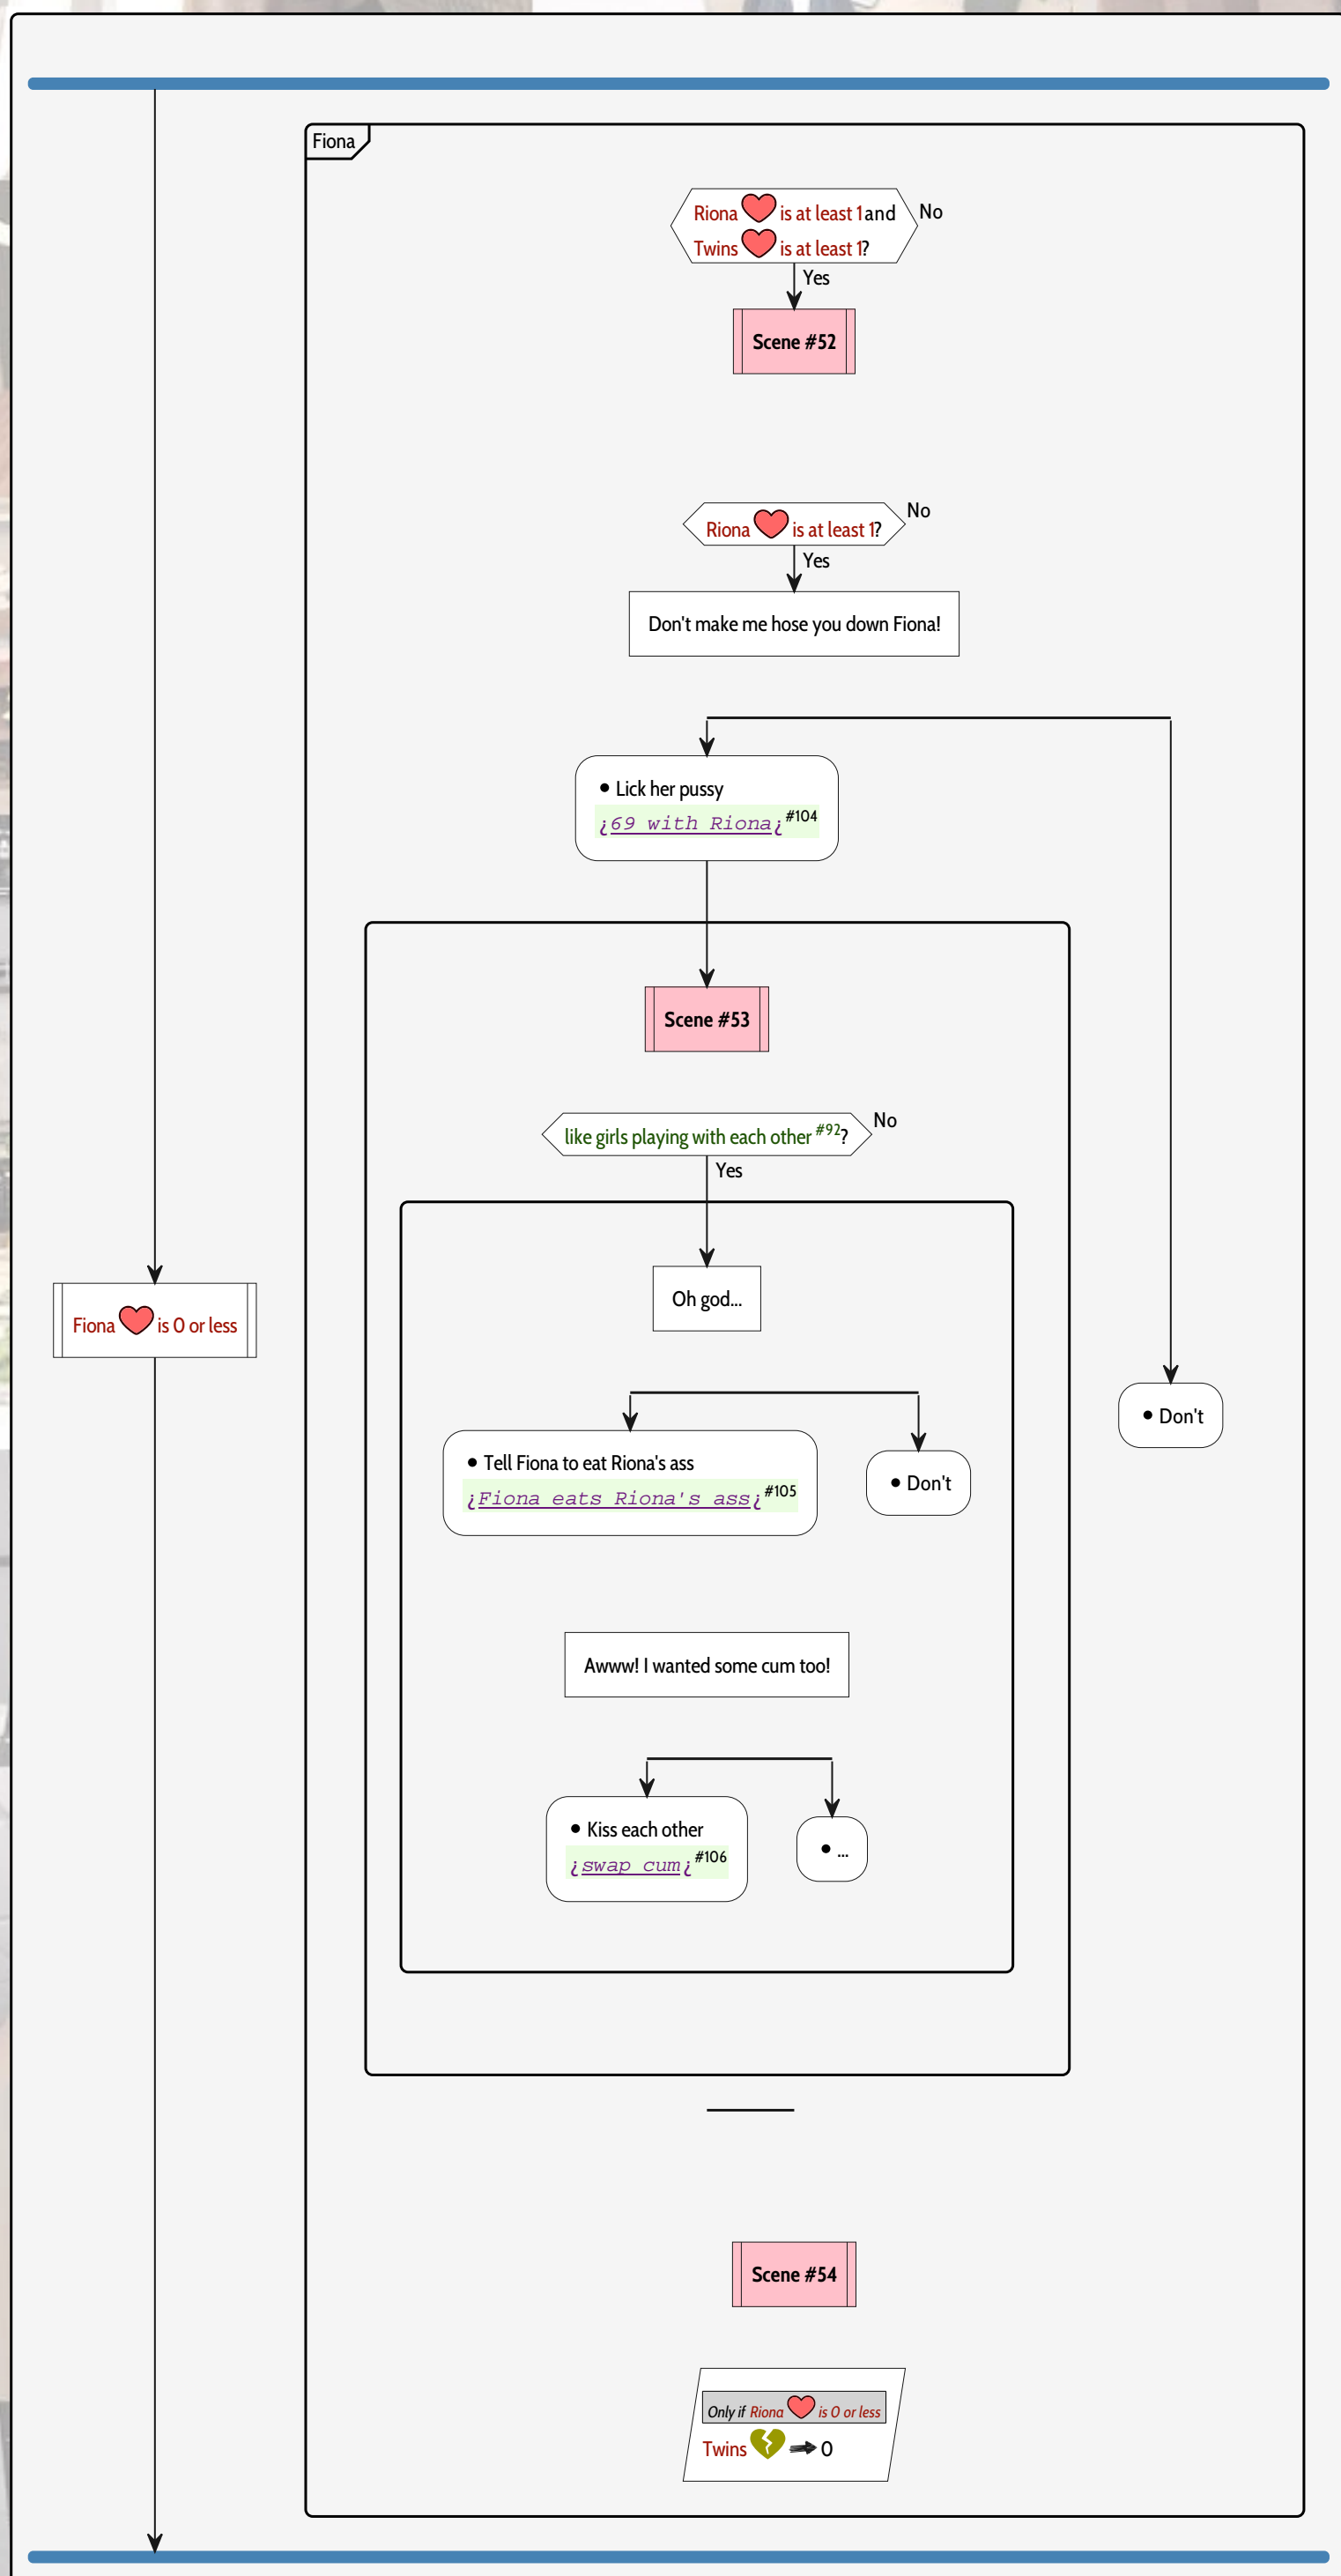 Fiona
Riona is at least 1 and
Twins is at least 1?
No
Yes
Scene #52
Riona is at least 1?
No
Yes
Don't make me hose you down Fiona!
• Lick her pussy
¿69 with Riona¿ #104
Scene #53
like girls playing with each other #92?
No
Yes
Oh god...
Fiona is 0 or less
• Don't
• Tell Fiona to eat Riona's ass
¿Fiona eats Riona's ass¿ #105
• Don't
Awww! I wanted some cum too!
• Kiss each other
¿swap cum¿ #106
• ...
Scene #54
Only if Riona is 0 or less
Twins 0